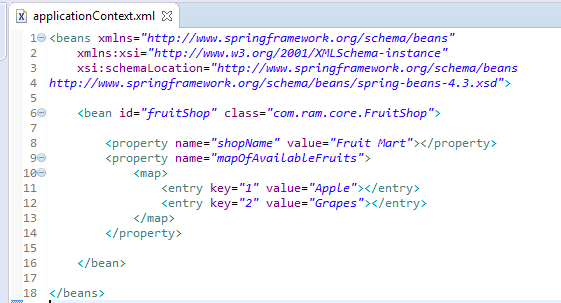 applicationContext.xml
1 <beans xmlns="http://www.springframework.org/schema/beans"
2     xmlns:xsi="http://www.w3.org/2001/XMLSchema-instance"
3     xsi:schemaLocation="http://www.springframework.org/schema/beans
4 http://www.springframework.org/schema/beans/spring-beans-4.3.xsd">
5
6     <bean id="fruitShop" class="com.ram.core.FruitShop">
7
8         <property name="shopName" value="Fruit Mart"></property>
9         <property name="mapOfAvailableFruits">
10             <map>
11                 <entry key="1" value="Apple"></entry>
12                 <entry key="2" value="Grapes"></entry>
13             </map>
14         </property>
15
16     </bean>
17
18 </beans>